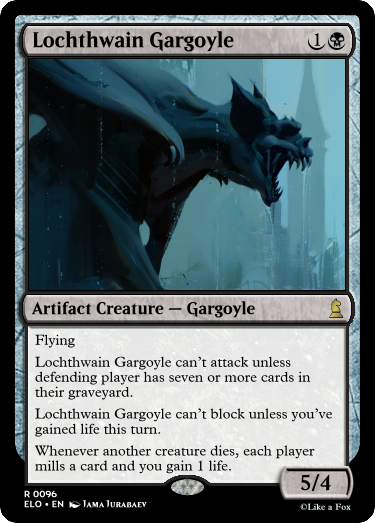 Lochthwain Gargoyle 1
Artifact Creature — Gargoyle
Flying
Lochthwain Gargoyle can't attack unless
defending player has seven or more cards in
their graveyard.
Lochthwain Gargoyle can't block unless you've
gained life this turn.
Whenever another creature dies, each player
mills a card and you gain 1 life.
5/4
R 0096
ELO • EN Jama Jurabaev
©Like a Fox